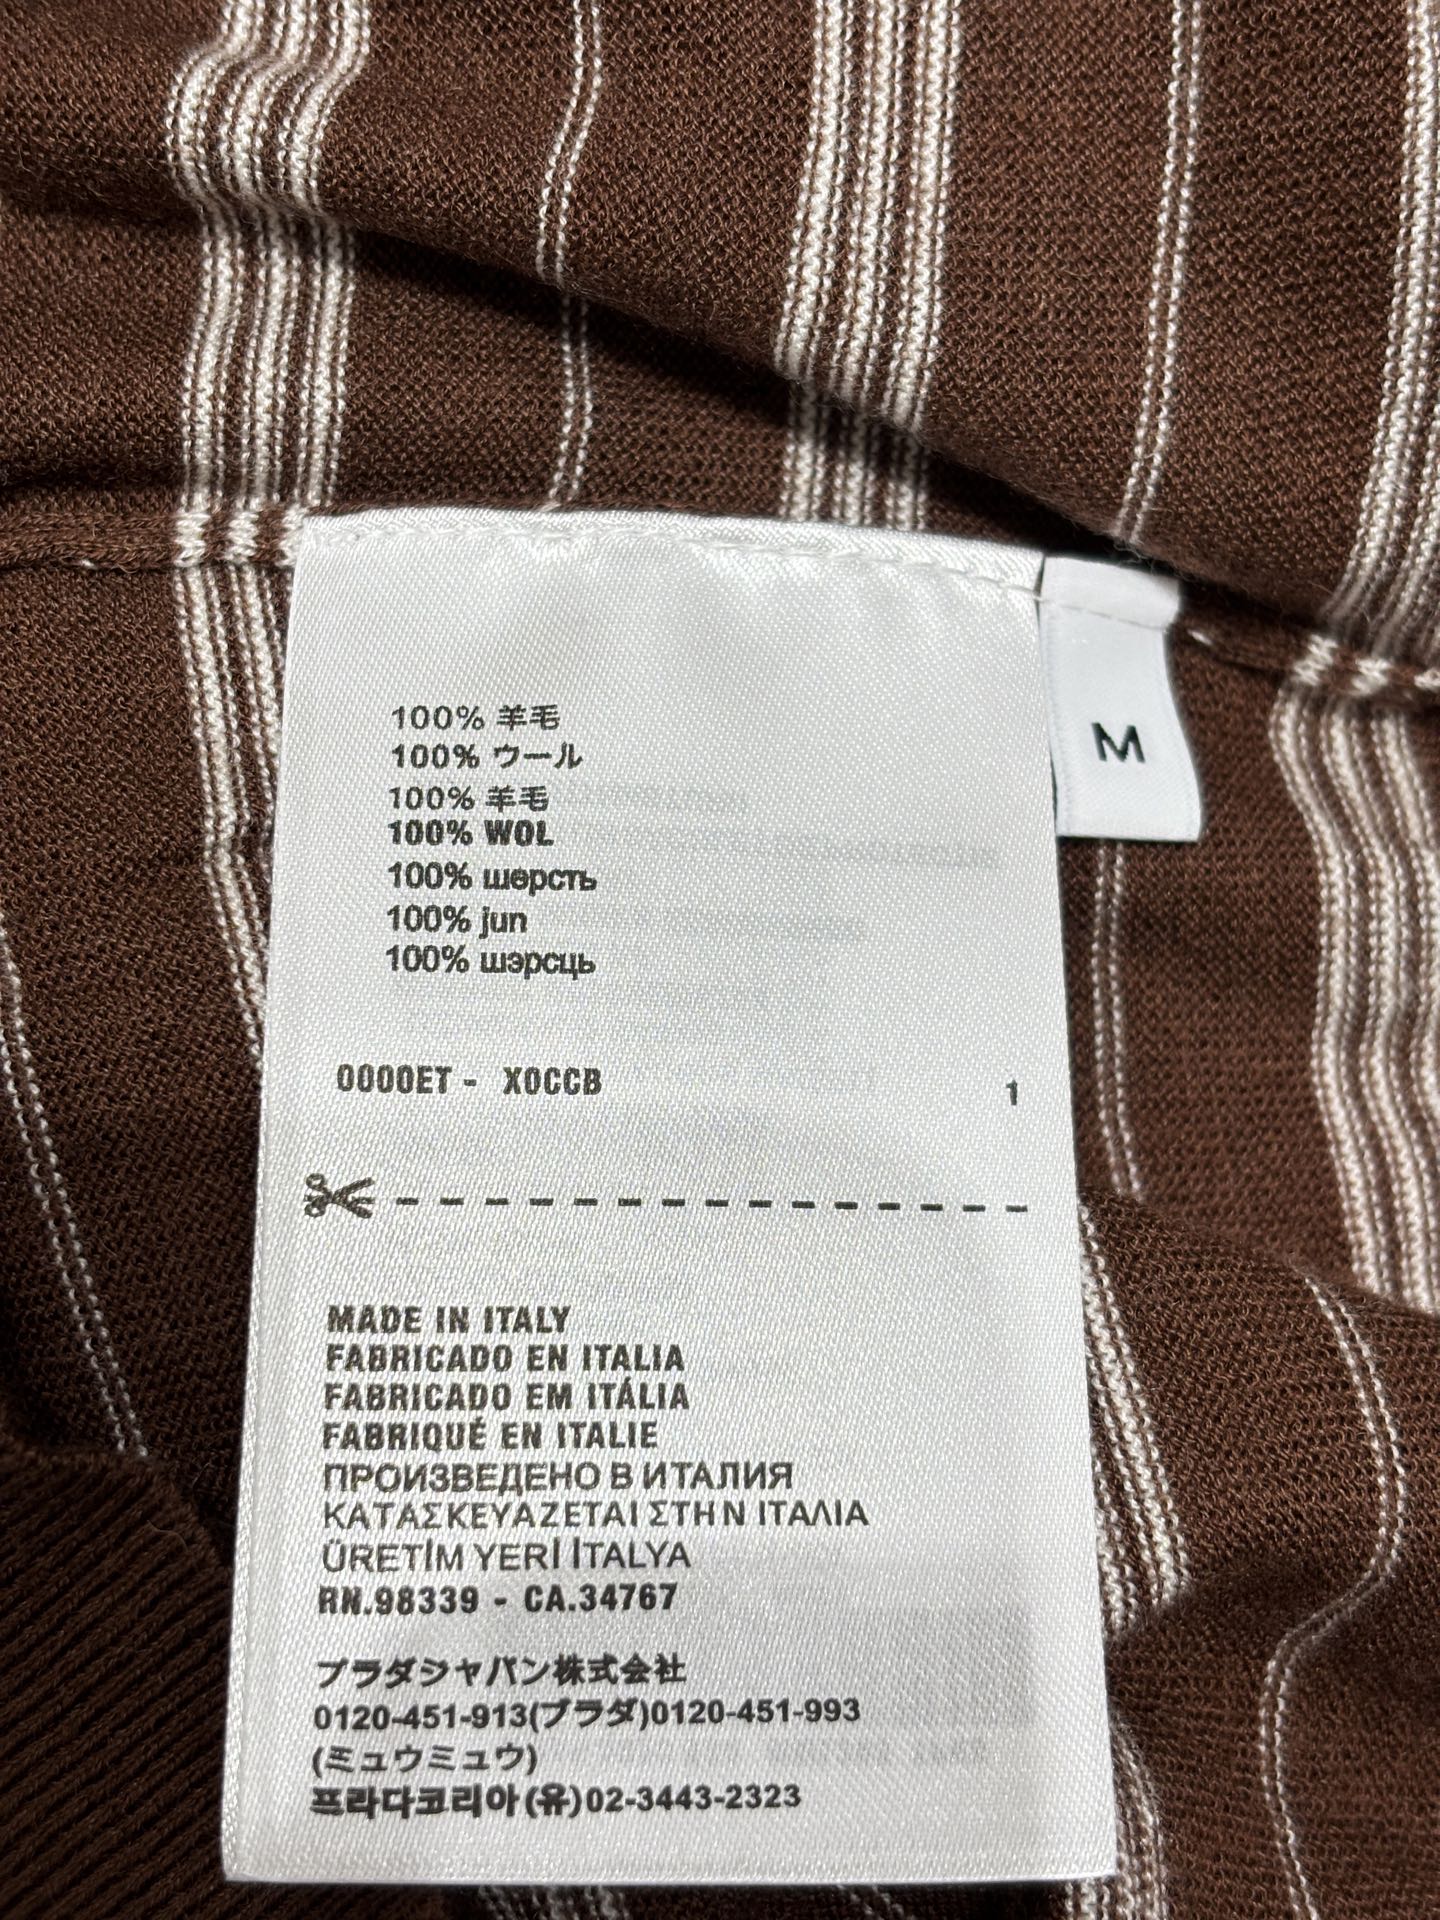 100% 羊毛
100% ウール
100% 羊毛
100% WOL
100% шөрсть
100% jun
100% шэрсць
M
0000ET - X0CCB 1
MADE IN ITALY
FABRICADO EN ITALIA
FABRICADO EM ITÁLIA
FABRIQUÉ EN ITALIE
ПРОИЗВЕДЕНО В ИТАЛИЯ
ΚΑΤΑΣΚΕΥΑΖΕΤΑΙ ΣΤΗΝ ΙΤΑΛΙΑ
ÜRETİM YERİ İTALYA
RN.98339 - CA.34767
プラダジャパン株式会社
0120-451-913(プラダ)0120-451-993
(ミュウミュウ)
프라다코리아(유)02-3443-2323